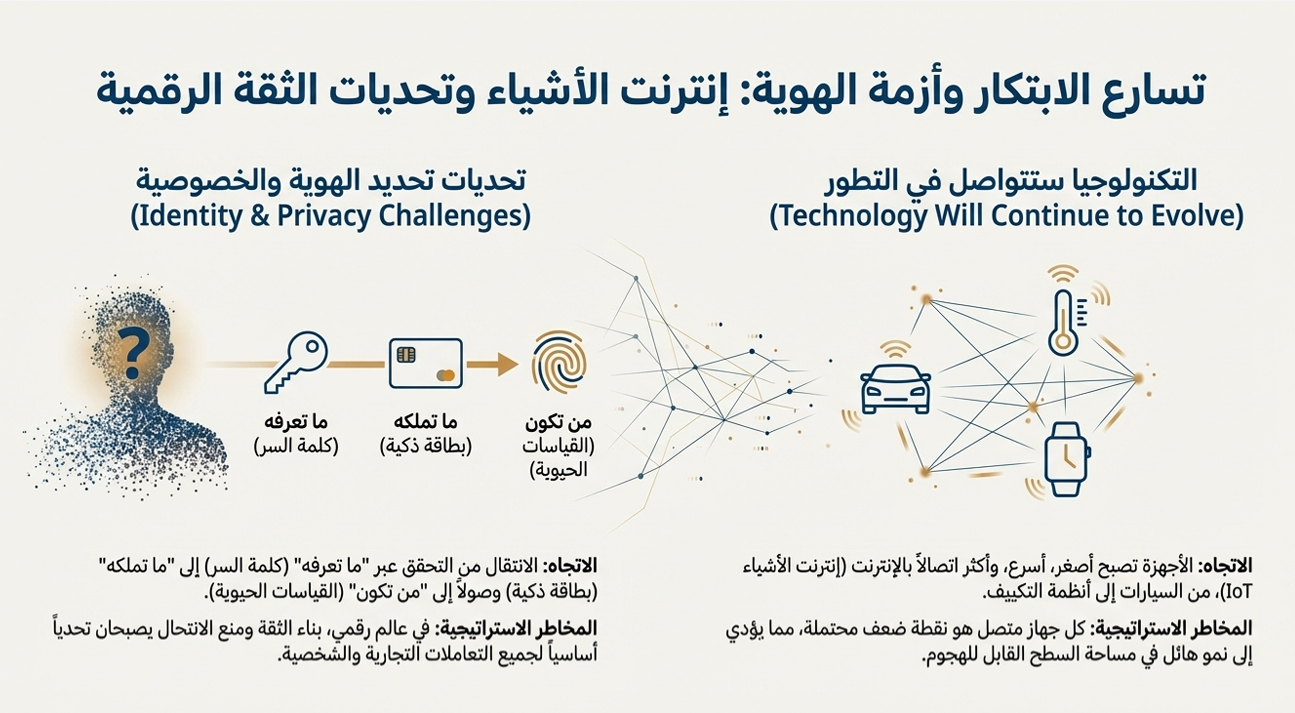 تسارع الابتكار وأزمة الهوية: إنترنت الأشياء وتحديات الثقة الرقمية
التكنولوجيا ستتواصل في التطور
(Technology Will Continue to Evolve)
الاتجاه: الأجهزة تصبح أصغر، أسرع، وأكثر اتصالاً بالإنترنت (إنترنت الأشياء
IoT)، من السيارات إلى أنظمة التكييف.
المخاطر الاستراتيجية: كل جهاز متصل هو نقطة ضعف محتملة، مما يؤدي
إلى نمو هائل في مساحة السطح القابل للهجوم.
تحديات تحديد الهوية والخصوصية
(Identity & Privacy Challenges)
?
ما تعرفه
(كلمة السر)
ما تملكه
(بطاقة ذكية)
من تكون
(القياسات
الحيوية)
الاتجاه: الانتقال من التحقق عبر "ما تعرفه" (كلمة السر) إلى "ما تملكه"
(بطاقة ذكية) وصولاً إلى "من تكون" (القياسات الحيوية).
المخاطر الاستراتيجية: في عالم رقمي، بناء الثقة ومنع الانتحال يصبحان تحدياً
أساسياً لجميع التعاملات التجارية والشخصية.